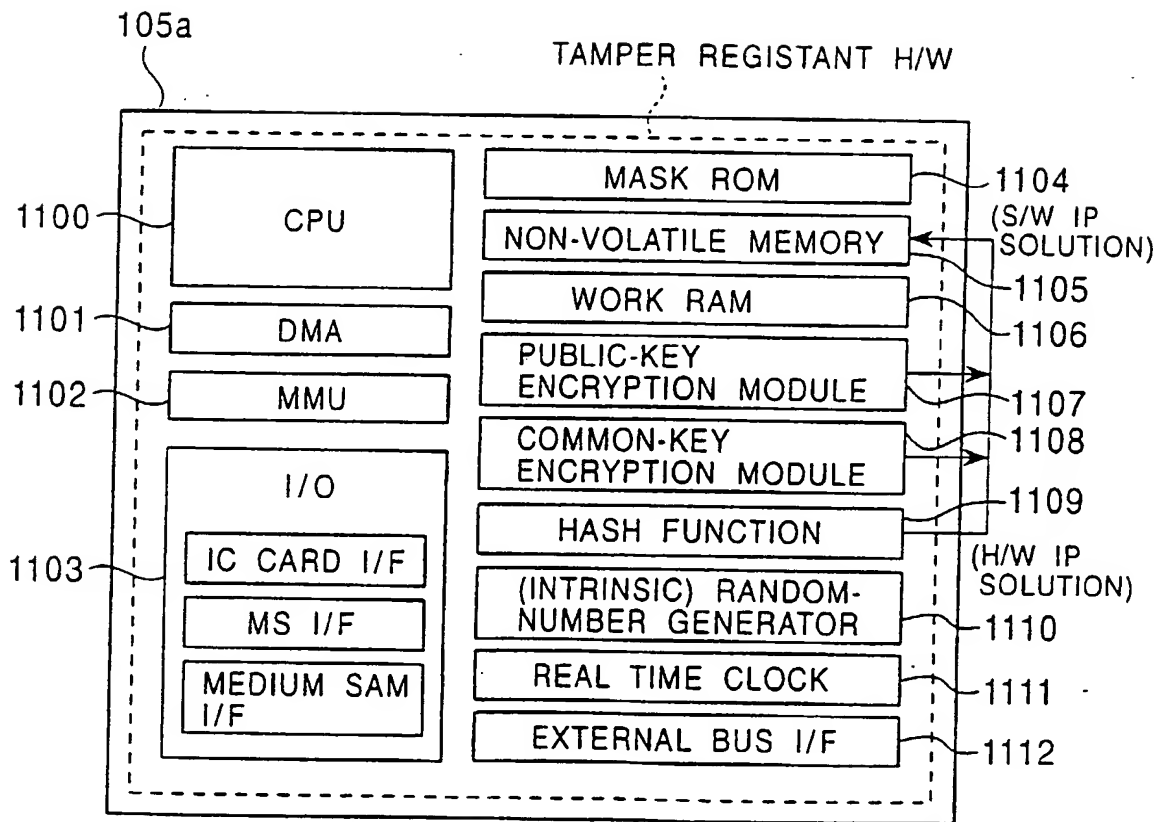 105a
TAMPER REGISTANT H/W
1100
CPU
1101
DMA
1102
MMU
1103
I/O
IC CARD I/F
MS I/F
MEDIUM SAM
I/F
MASK ROM
1104
NON-VOLATILE MEMORY
(S/W IP
SOLUTION)
1105
WORK RAM
1106
PUBLIC-KEY
ENCRYPTION MODULE
1107
COMMON-KEY
ENCRYPTION MODULE
1108
HASH FUNCTION
1109
(H/W IP
SOLUTION)
(INTRINSIC) RANDOM-
NUMBER GENERATOR
1110
REAL TIME CLOCK
1111
EXTERNAL BUS I/F
1112